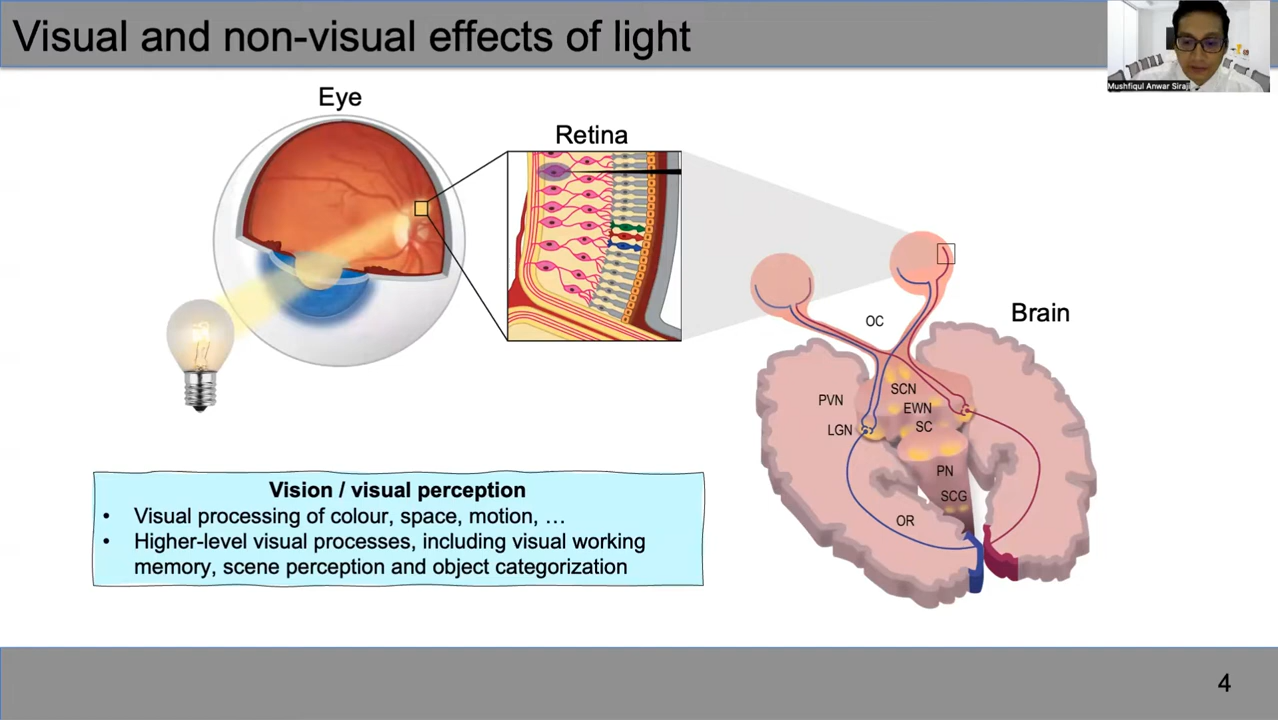 Visual and non-visual effects of light
Mushfiqul Anwar Siraji
Eye
Retina
Brain
OC
SCN
PVN
EWN
LGN
SC
PN
SCG
OR
Vision / visual perception
• Visual processing of colour, space, motion, …
• Higher-level visual processes, including visual working
memory, scene perception and object categorization
4